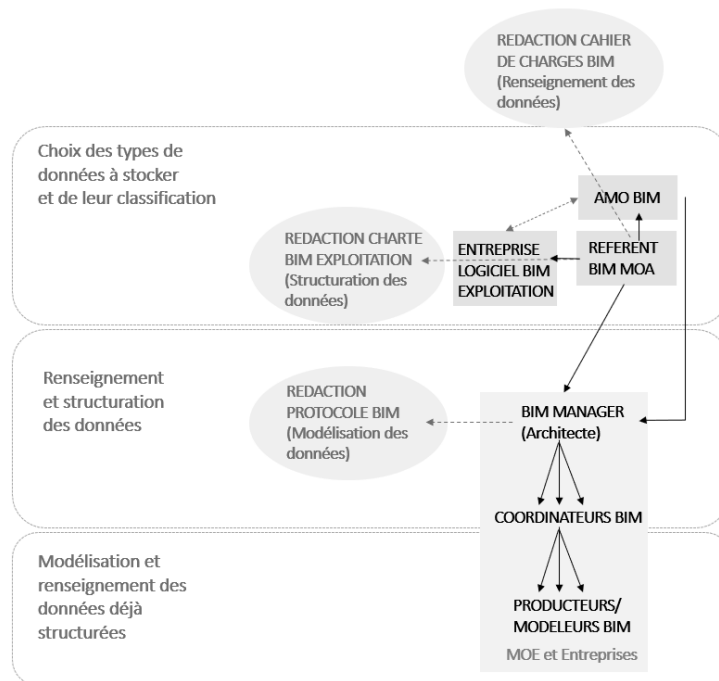 REDACTION CAHIER
DE CHARGES BIM
(Renseignement des
données)
Choix des types de
données à stocker
et de leur classification
AMO BIM
REDACTION CHARTE
BIM EXPLOITATION
(Structuration des
données)
ENTREPRISE
LOGICIEL BIM
EXPLOITATION
REFERENT
BIM MOA
Renseignement
et structuration
des données
REDACTION
PROTOCOLE BIM
(Modélisation des
données)
BIM MANAGER
(Architecte)
COORDINATEURS BIM
Modélisation et
renseignement des
données déjà
structurées
PRODUCTEURS/
MODELEURS BIM
MOE et Entreprises